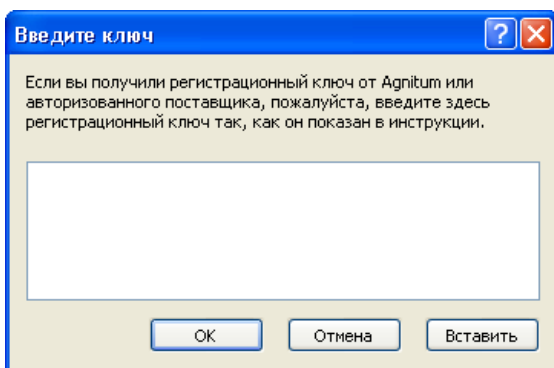 Введите ключ
Если вы получили регистрационный ключ от Agnitum или
авторизованного поставщика, пожалуйста, введите здесь
регистрационный ключ так, как он показан в инструкции.
OK Отмена Вставить